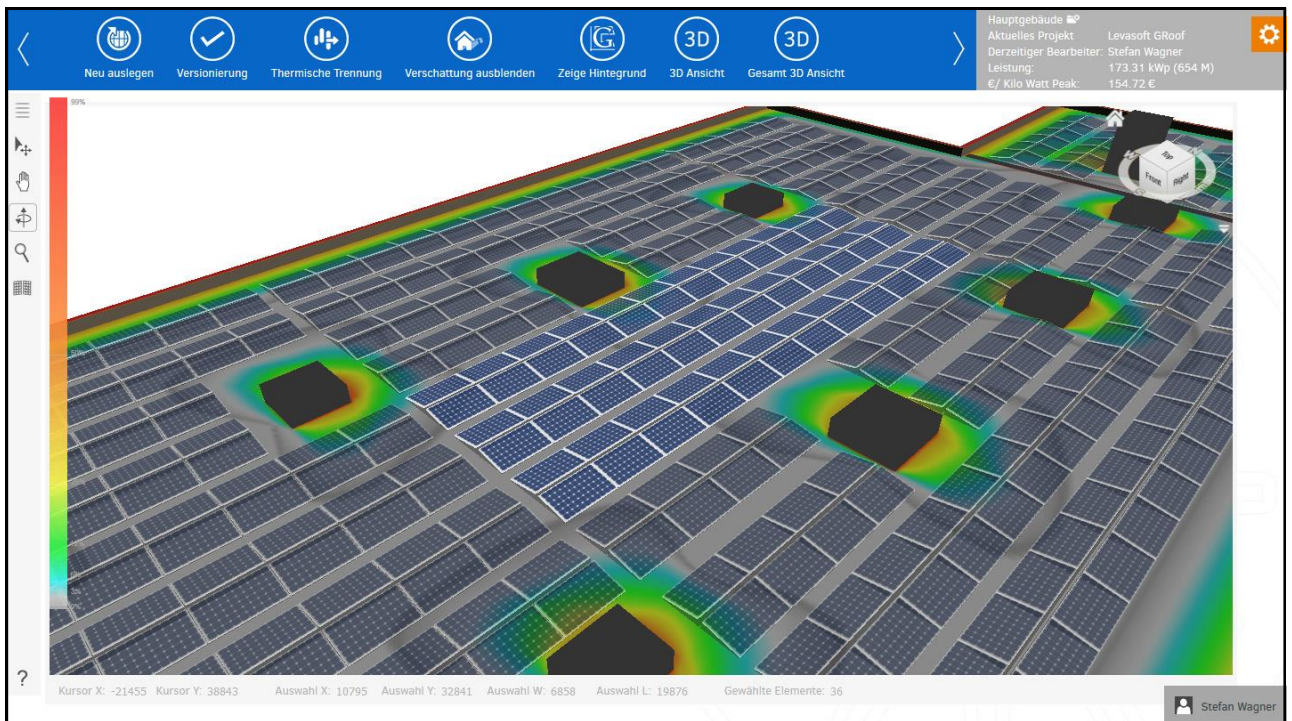 Neu auslegen
Versionierung
Thermische Trennung
Verschattung ausblenden
Zeige Hintegrund
3D
3D Ansicht
3D
Gesamt 3D Ansicht
Hauptgebäude
Aktuelles Projekt Levasoft GRoof
Derzeitiger Bearbeiter: Stefan Wagner
Leistung: 173.31 kWp (654 M)
€/ Kilo Watt Peak: 154.72 €
99%
50%
Top
Front
Right
?
Kursor X: -21455 Kursor Y: 38843 Auswahl X: 10795 Auswahl Y: 32841 Auswahl W: 6858 Auswahl L: 19876 Gewählte Elemente: 36
Stefan Wagner